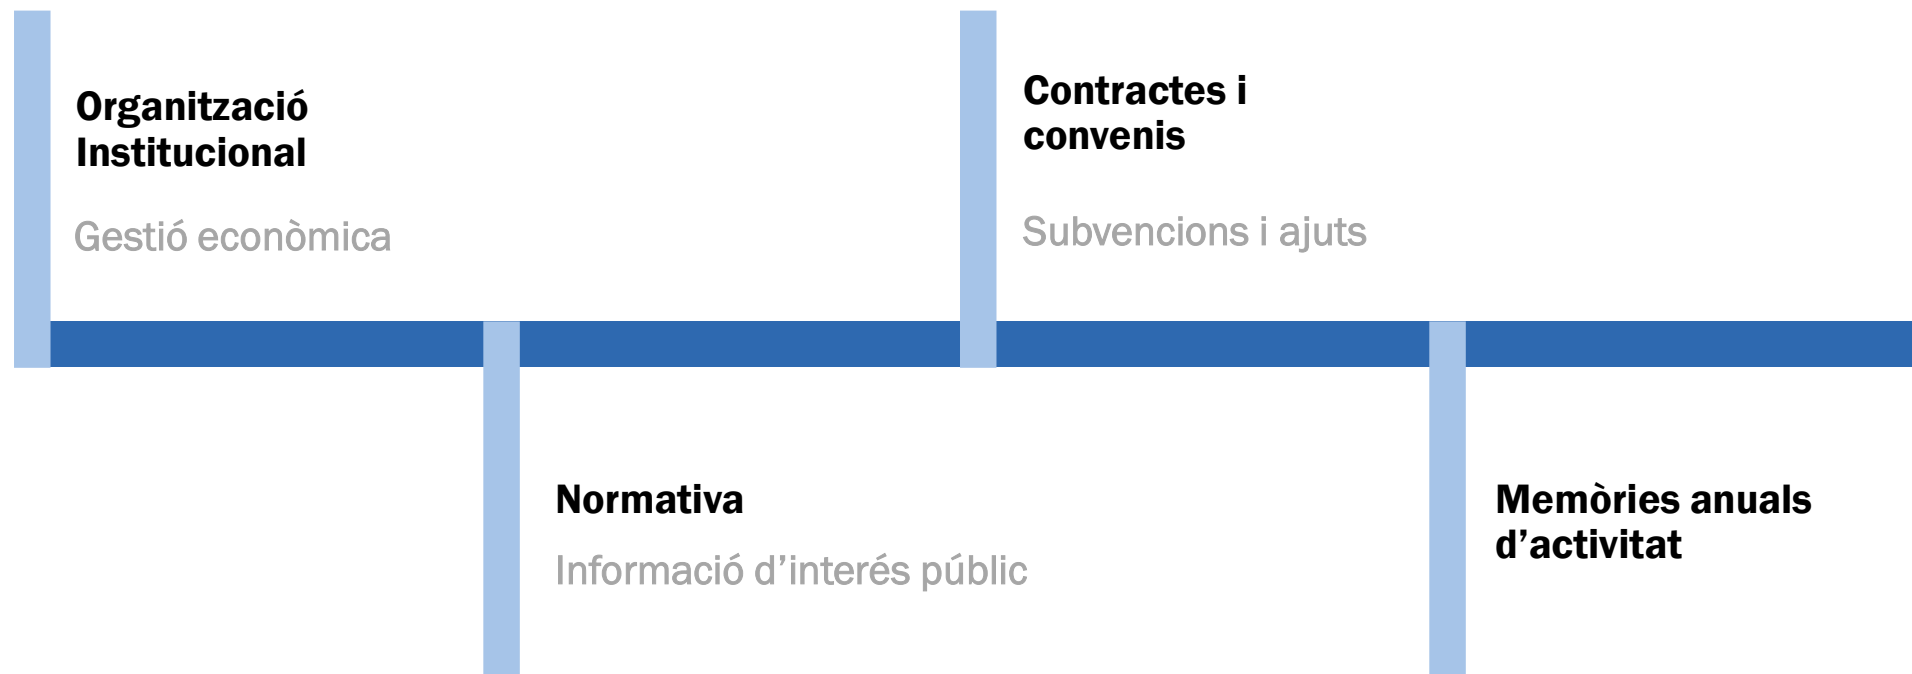 Organització
Institucional
Gestió econòmica
Contractes i
convenis
Subvencions i ajuts
Normativa
Informació d’interés públic
Memòries anuals
d’activitat